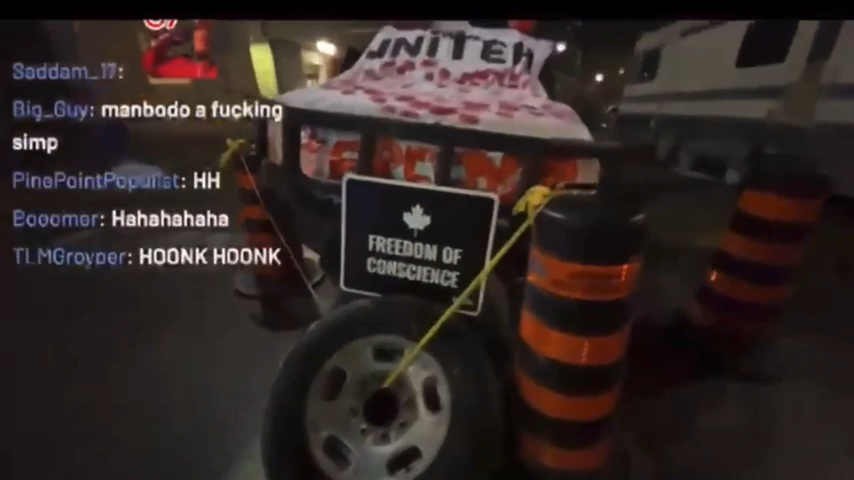 UNITED
Saddam_17:
Big_Guy: manbodo a fucking
simp
PinePointPopulist: HH
Booomer: Hahahahaha
TLMGroyper: HOONK HOONK
FREEDOM OF
CONSCIENCE